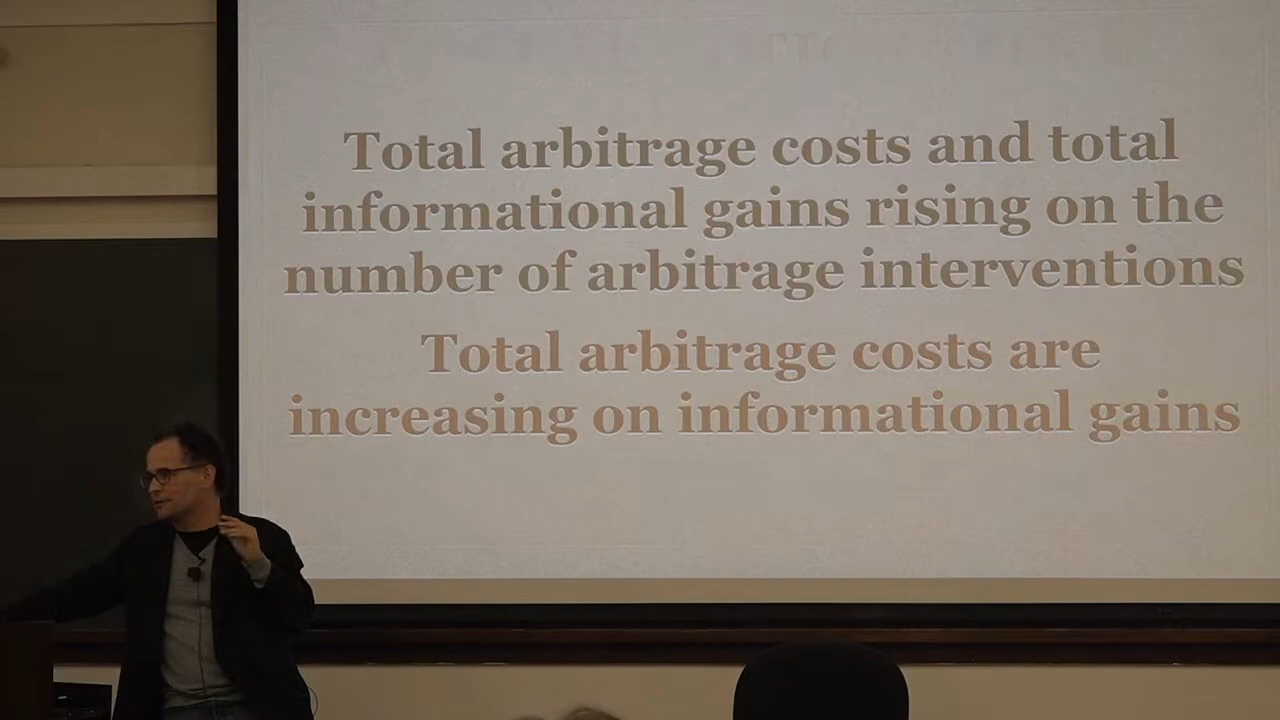 Total arbitrage costs and total
informational gains rising on the
number of arbitrage interventions
Total arbitrage costs are
increasing on informational gains